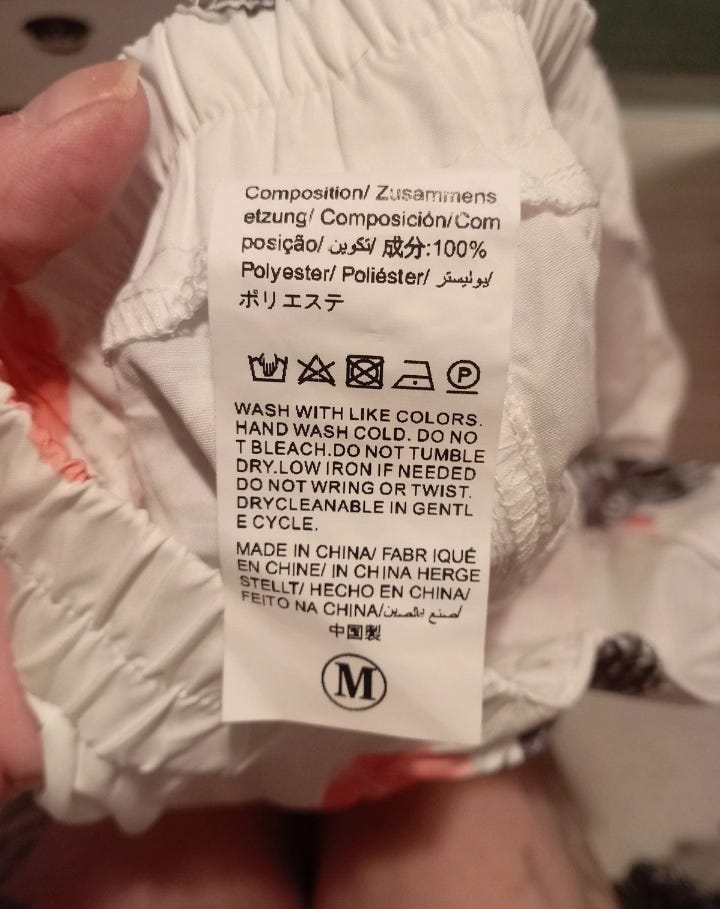 Composition/ Zusammens
etzung/ Composición/Com
posição/ تكوين/ 成分:100%
Polyester/ Poliéster/ بوليستر/
ポリエステ
P
WASH WITH LIKE COLORS.
HAND WASH COLD. DO NO
T BLEACH.DO NOT TUMBLE
DRY.LOW IRON IF NEEDED
DO NOT WRING OR TWIST.
DRYCLEANABLE IN GENTL
E CYCLE.
MADE IN CHINA/ FABRIQUÉ
EN CHINE/ IN CHINA HERGE
STELLT/ HECHO EN CHINA/
FEITO NA CHINA/صنع بالصين/
中国製
M